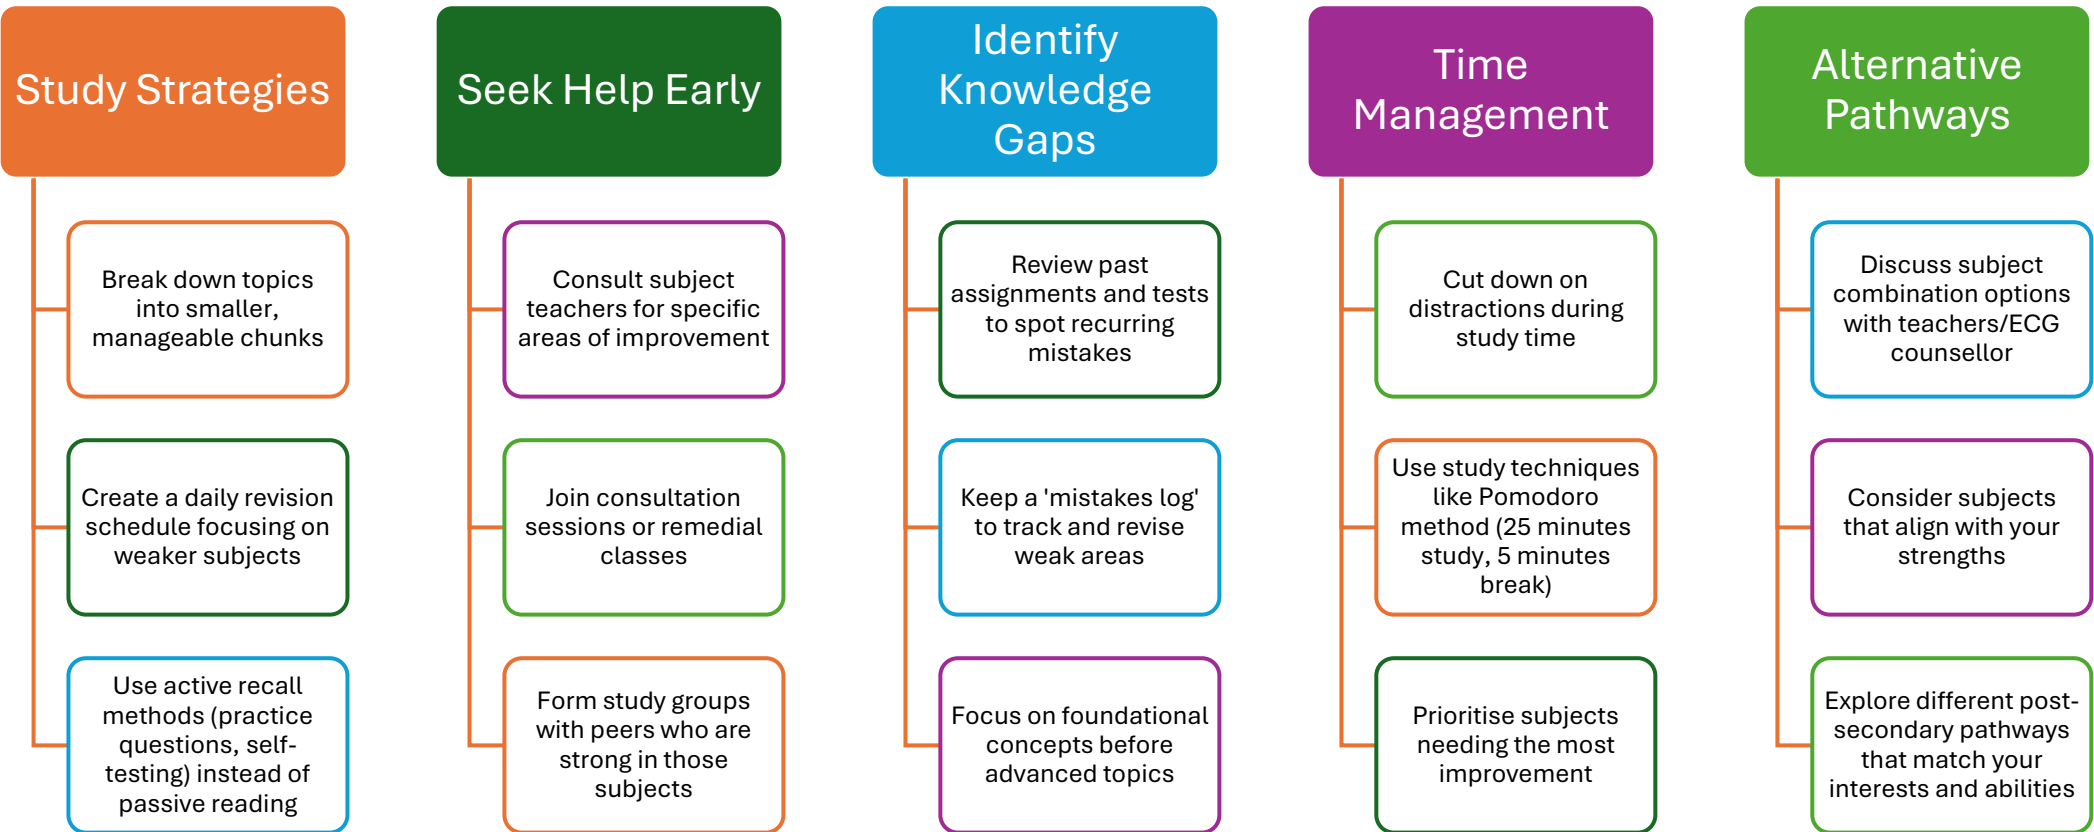 Study Strategies
Break down topics
into smaller,
manageable chunks
Create a daily revision
schedule focusing on
weaker subjects
Use active recall
methods (practice
questions, self-
testing) instead of
passive reading
Seek Help Early
Consult subject
teachers for specific
areas of improvement
Join consultation
sessions or remedial
classes
Form study groups
with peers who are
strong in those
subjects
Identify
Knowledge
Gaps
Review past
assignments and tests
to spot recurring
mistakes
Keep a 'mistakes log'
to track and revise
weak areas
Focus on foundational
concepts before
advanced topics
Time
Management
Cut down on
distractions during
study time
Use study techniques
like Pomodoro
method (25 minutes
study, 5 minutes
break)
Prioritise subjects
needing the most
improvement
Alternative
Pathways
Discuss subject
combination options
with teachers/ECG
counsellor
Consider subjects
that align with your
strengths
Explore different post-
secondary pathways
that match your
interests and abilities